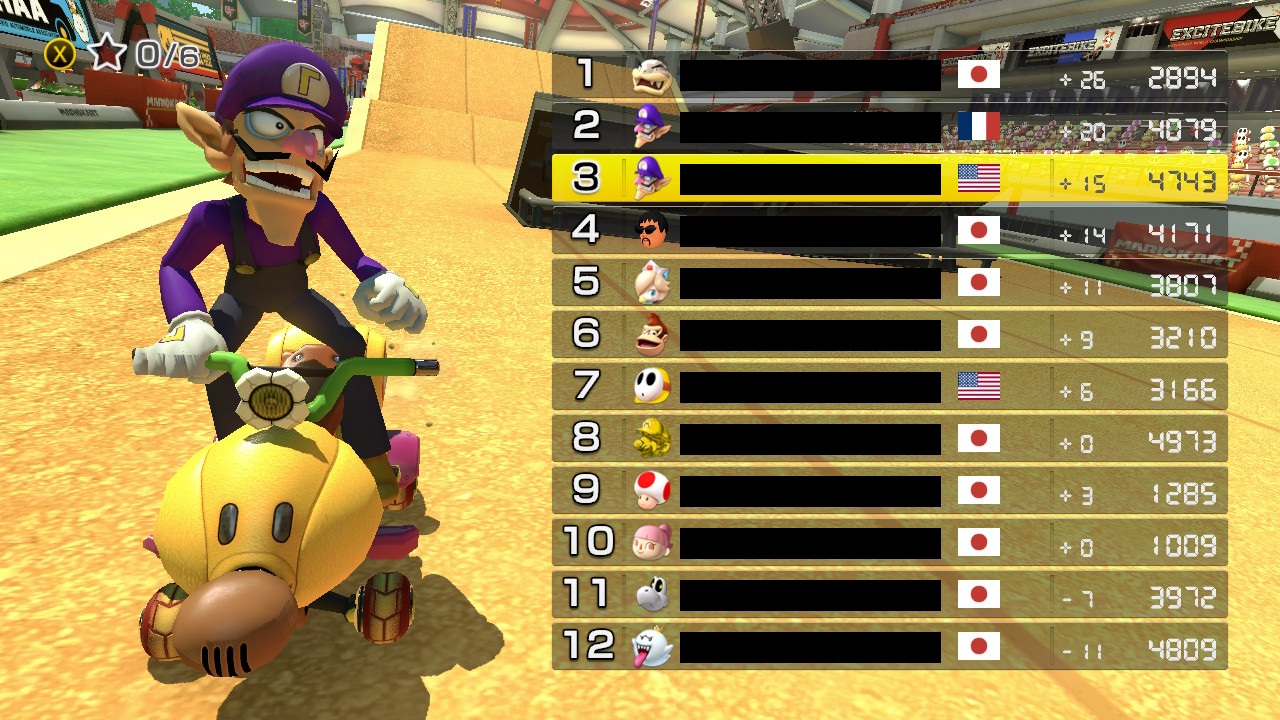 X 0/6
EXCITEBIKE
EXCITEBIKE
MARIO KART
MARIO KART
1 + 26 2894
2 + 20 4079
3 + 15 4743
4 + 14 4171
5 + 11 3807
6 + 9 3210
7 + 6 3166
8 + 0 4973
9 + 3 1285
10 + 0 1009
11 - 7 3972
12 - 11 4809